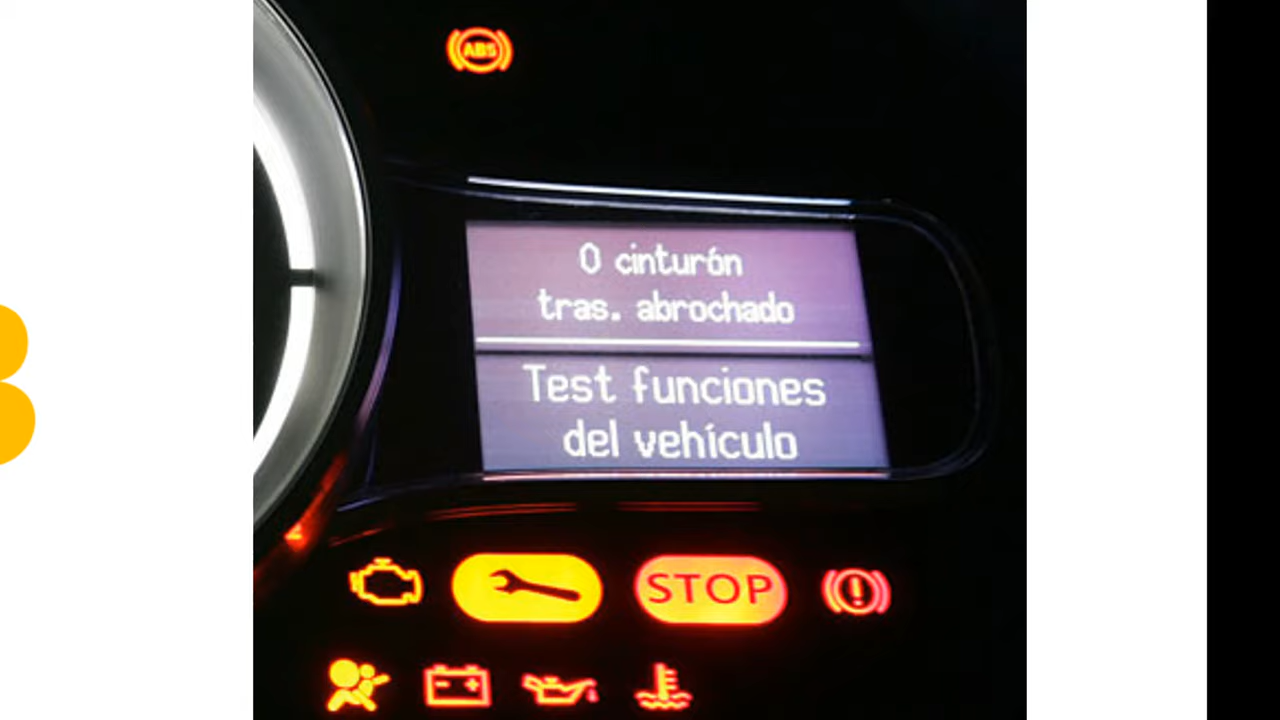 ABS
0 cinturón
tras. abrochado
Test funciones
del vehículo
STOP